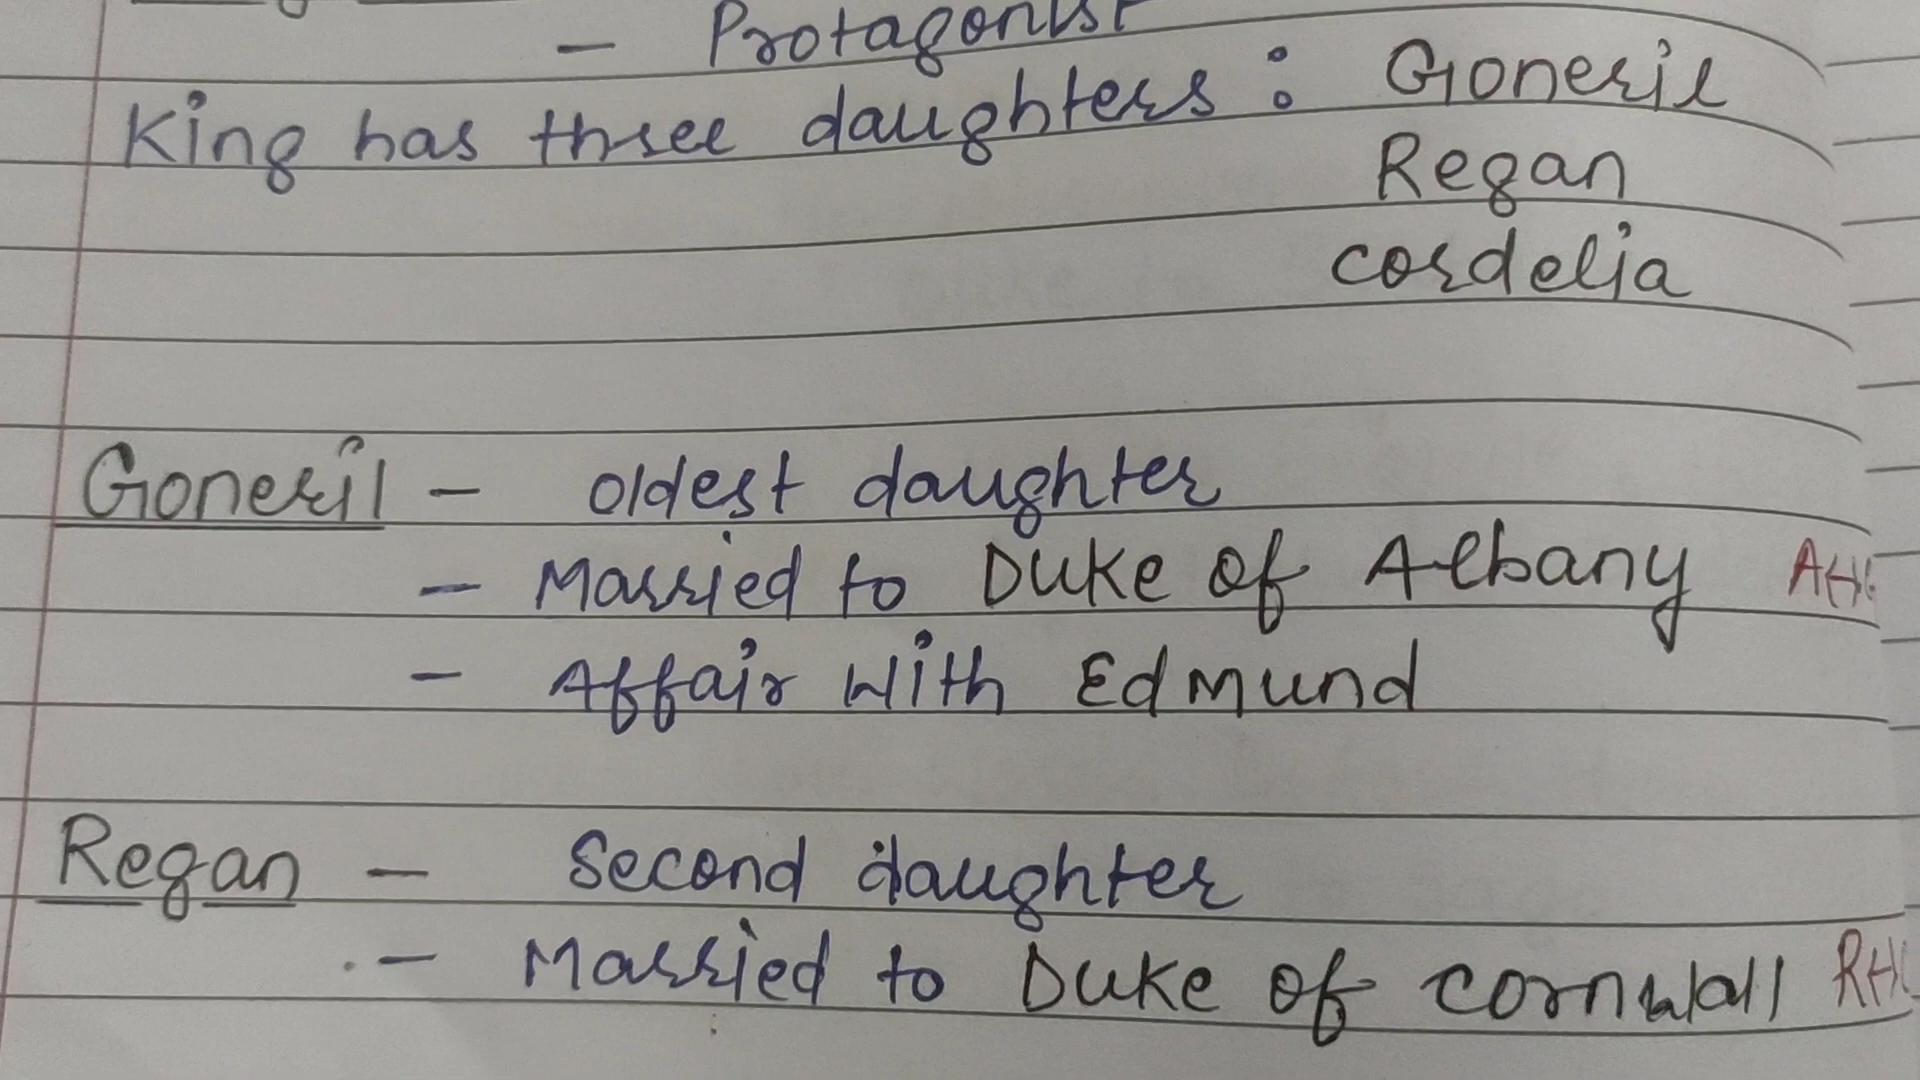 - Protagonist
King has three daughters : Goneril
Regan
cordelia
Goneril - oldest daughter
- Married to Duke of Albany
- Affair with Edmund
Regan - Second daughter
- Married to Duke of cornwall